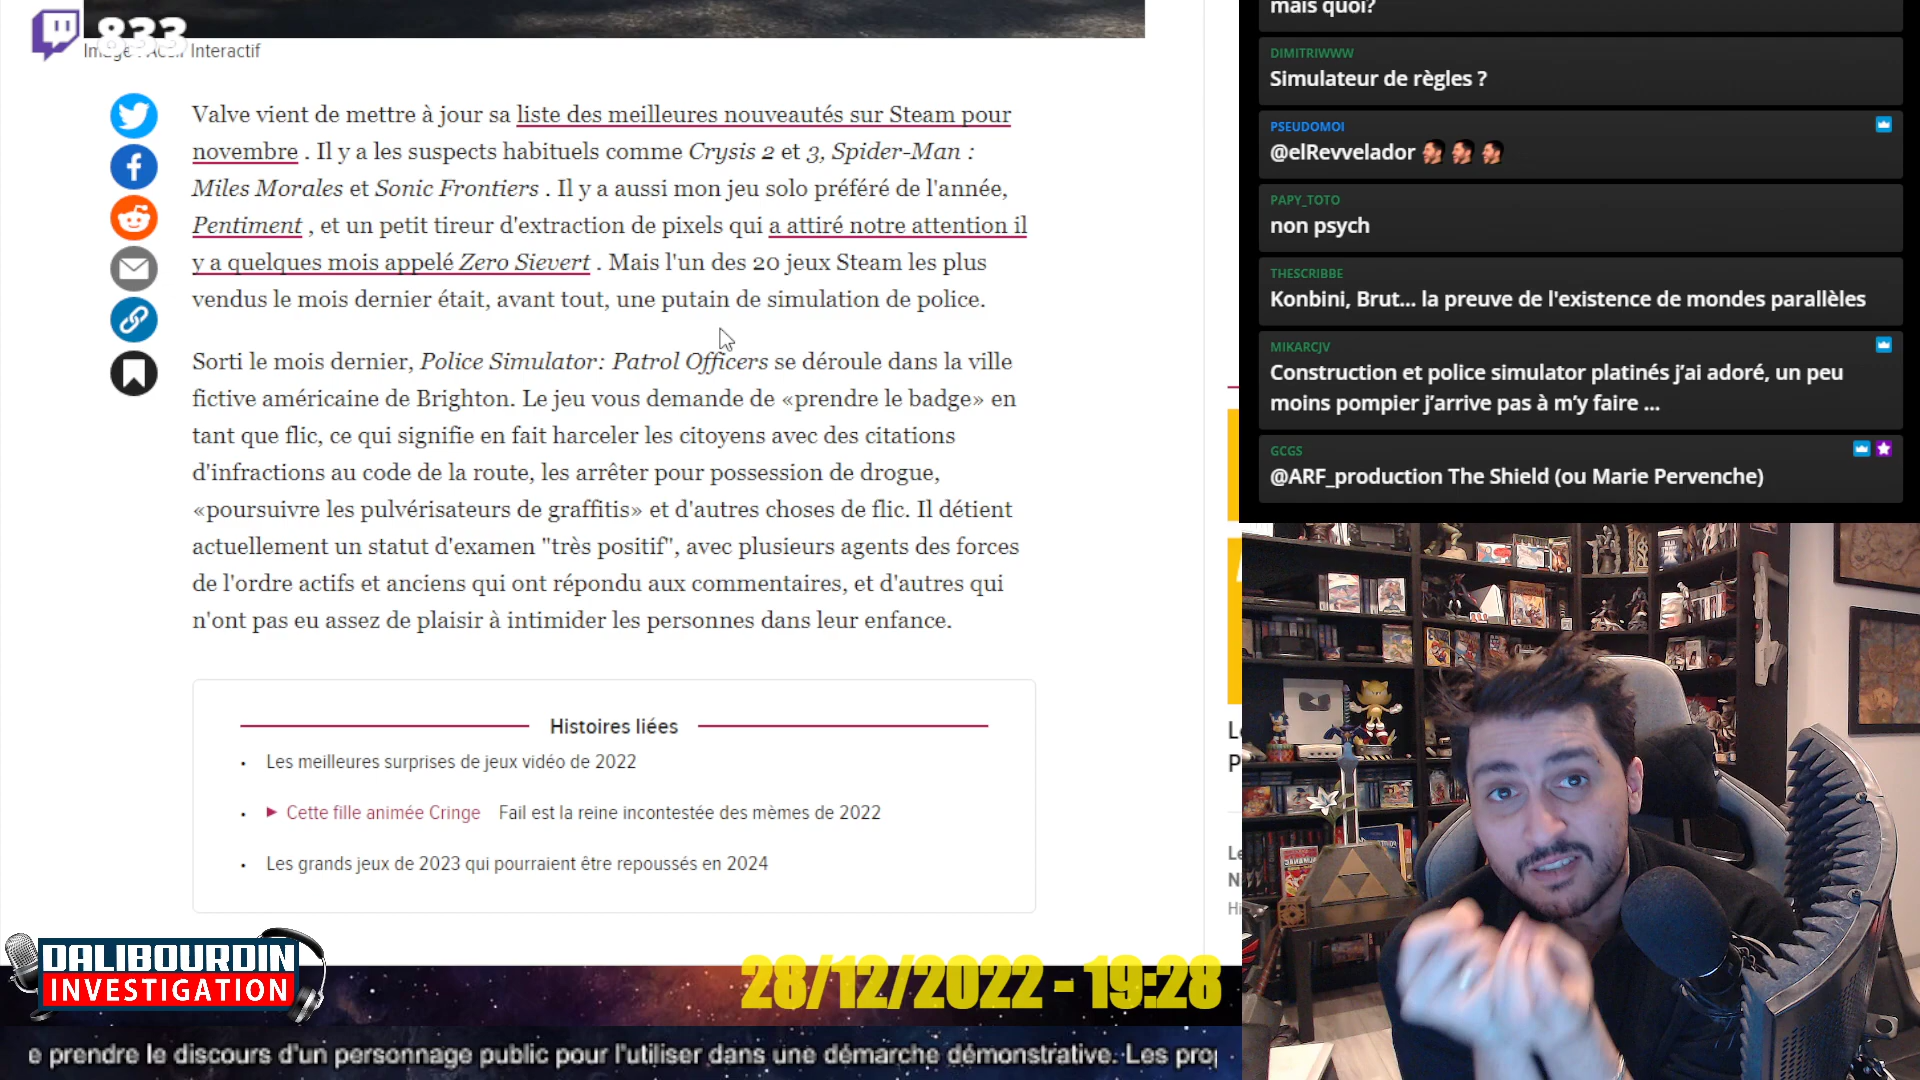 833
Interactif
Valve vient de mettre à jour sa liste des meilleures nouveautés sur Steam pour
novembre . Il y a les suspects habituels comme Crysis 2 et 3, Spider-Man :
Miles Morales et Sonic Frontiers . Il y a aussi mon jeu solo préféré de l'année,
Pentiment , et un petit tireur d'extraction de pixels qui a attiré notre attention il
y a quelques mois appelé Zero Sievert . Mais l'un des 20 jeux Steam les plus
vendus le mois dernier était, avant tout, une putain de simulation de police.
Sorti le mois dernier, Police Simulator: Patrol Officers se déroule dans la ville
fictive américaine de Brighton. Le jeu vous demande de «prendre le badge» en
tant que flic, ce qui signifie en fait harceler les citoyens avec des citations
d'infractions au code de la route, les arrêter pour possession de drogue,
«poursuivre les pulvérisateurs de graffitis» et d'autres choses de flic. Il détient
actuellement un statut d'examen "très positif", avec plusieurs agents des forces
de l'ordre actifs et anciens qui ont répondu aux commentaires, et d'autres qui
n'ont pas eu assez de plaisir à intimider les personnes dans leur enfance.
Histoires liées
• Les meilleures surprises de jeux vidéo de 2022
• Cette fille animée Cringe Fail est la reine incontestée des mèmes de 2022
• Les grands jeux de 2023 qui pourraient être repoussés en 2024
mais quoi?
DIMITRIWWW
Simulateur de règles ?
PSEUDOMOI
@elRevvelador
PAPY_TOTO
non psych
THESCRIBBE
Konbini, Brut... la preuve de l'existence de mondes parallèles
MIKARCJV
Construction et police simulator platinés j'ai adoré, un peu
moins pompier j'arrive pas à m'y faire ...
GCGS
@ARF_production The Shield (ou Marie Pervenche)
DALIBOURDIN
INVESTIGATION
28/12/2022 - 19:28
e prendre le discours d'un personnage public pour l'utiliser dans une démarche démonstrative. Les pro